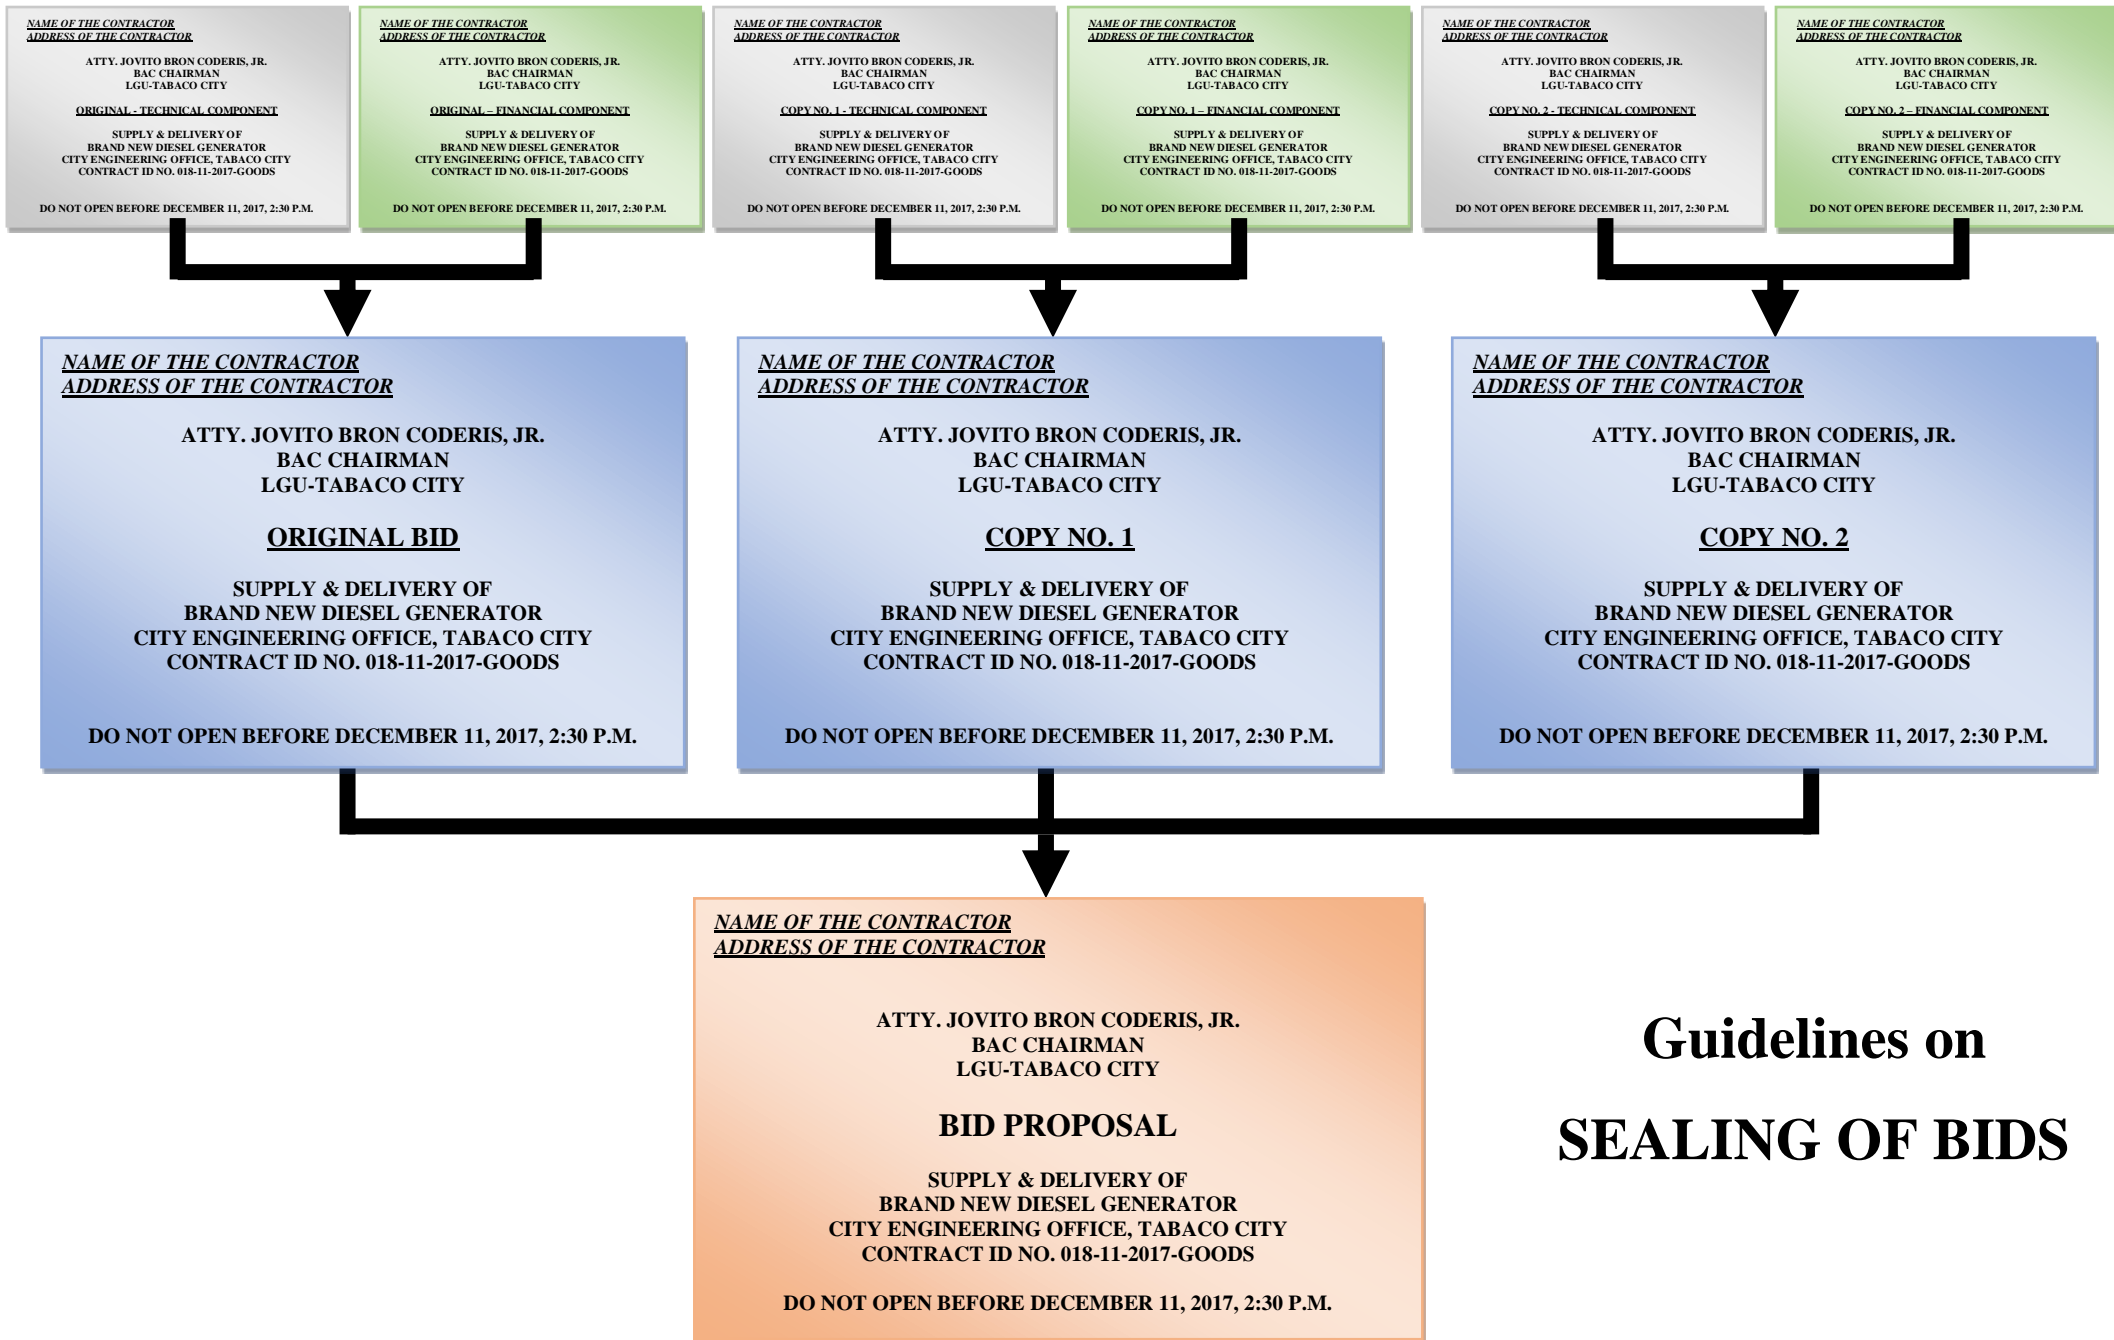 NAME OF THE CONTRACTOR
ADDRESS OF THE CONTRACTOR
ATTY. JOVITO BRON CODERIS, JR.
BAC CHAIRMAN
LGU-TABACO CITY
ORIGINAL - TECHNICAL COMPONENT
SUPPLY & DELIVERY OF
BRAND NEW DIESEL GENERATOR
CITY ENGINEERING OFFICE, TABACO CITY
CONTRACT ID NO. 018-11-2017-GOODS
DO NOT OPEN BEFORE DECEMBER 11, 2017, 2:30 P.M.
NAME OF THE CONTRACTOR
ADDRESS OF THE CONTRACTOR
ATTY. JOVITO BRON CODERIS, JR.
BAC CHAIRMAN
LGU-TABACO CITY
ORIGINAL – FINANCIAL COMPONENT
SUPPLY & DELIVERY OF
BRAND NEW DIESEL GENERATOR
CITY ENGINEERING OFFICE, TABACO CITY
CONTRACT ID NO. 018-11-2017-GOODS
DO NOT OPEN BEFORE DECEMBER 11, 2017, 2:30 P.M.
NAME OF THE CONTRACTOR
ADDRESS OF THE CONTRACTOR
ATTY. JOVITO BRON CODERIS, JR.
BAC CHAIRMAN
LGU-TABACO CITY
COPY NO. 1 - TECHNICAL COMPONENT
SUPPLY & DELIVERY OF
BRAND NEW DIESEL GENERATOR
CITY ENGINEERING OFFICE, TABACO CITY
CONTRACT ID NO. 018-11-2017-GOODS
DO NOT OPEN BEFORE DECEMBER 11, 2017, 2:30 P.M.
NAME OF THE CONTRACTOR
ADDRESS OF THE CONTRACTOR
ATTY. JOVITO BRON CODERIS, JR.
BAC CHAIRMAN
LGU-TABACO CITY
COPY NO. 1 – FINANCIAL COMPONENT
SUPPLY & DELIVERY OF
BRAND NEW DIESEL GENERATOR
CITY ENGINEERING OFFICE, TABACO CITY
CONTRACT ID NO. 018-11-2017-GOODS
DO NOT OPEN BEFORE DECEMBER 11, 2017, 2:30 P.M.
NAME OF THE CONTRACTOR
ADDRESS OF THE CONTRACTOR
ATTY. JOVITO BRON CODERIS, JR.
BAC CHAIRMAN
LGU-TABACO CITY
COPY NO. 2 - TECHNICAL COMPONENT
SUPPLY & DELIVERY OF
BRAND NEW DIESEL GENERATOR
CITY ENGINEERING OFFICE, TABACO CITY
CONTRACT ID NO. 018-11-2017-GOODS
DO NOT OPEN BEFORE DECEMBER 11, 2017, 2:30 P.M.
NAME OF THE CONTRACTOR
ADDRESS OF THE CONTRACTOR
ATTY. JOVITO BRON CODERIS, JR.
BAC CHAIRMAN
LGU-TABACO CITY
COPY NO. 2 – FINANCIAL COMPONENT
SUPPLY & DELIVERY OF
BRAND NEW DIESEL GENERATOR
CITY ENGINEERING OFFICE, TABACO CITY
CONTRACT ID NO. 018-11-2017-GOODS
DO NOT OPEN BEFORE DECEMBER 11, 2017, 2:30 P.M.
NAME OF THE CONTRACTOR
ADDRESS OF THE CONTRACTOR
ATTY. JOVITO BRON CODERIS, JR.
BAC CHAIRMAN
LGU-TABACO CITY
ORIGINAL BID
SUPPLY & DELIVERY OF
BRAND NEW DIESEL GENERATOR
CITY ENGINEERING OFFICE, TABACO CITY
CONTRACT ID NO. 018-11-2017-GOODS
DO NOT OPEN BEFORE DECEMBER 11, 2017, 2:30 P.M.
NAME OF THE CONTRACTOR
ADDRESS OF THE CONTRACTOR
ATTY. JOVITO BRON CODERIS, JR.
BAC CHAIRMAN
LGU-TABACO CITY
COPY NO. 1
SUPPLY & DELIVERY OF
BRAND NEW DIESEL GENERATOR
CITY ENGINEERING OFFICE, TABACO CITY
CONTRACT ID NO. 018-11-2017-GOODS
DO NOT OPEN BEFORE DECEMBER 11, 2017, 2:30 P.M.
NAME OF THE CONTRACTOR
ADDRESS OF THE CONTRACTOR
ATTY. JOVITO BRON CODERIS, JR.
BAC CHAIRMAN
LGU-TABACO CITY
COPY NO. 2
SUPPLY & DELIVERY OF
BRAND NEW DIESEL GENERATOR
CITY ENGINEERING OFFICE, TABACO CITY
CONTRACT ID NO. 018-11-2017-GOODS
DO NOT OPEN BEFORE DECEMBER 11, 2017, 2:30 P.M.
NAME OF THE CONTRACTOR
ADDRESS OF THE CONTRACTOR
ATTY. JOVITO BRON CODERIS, JR.
BAC CHAIRMAN
LGU-TABACO CITY
BID PROPOSAL
SUPPLY & DELIVERY OF
BRAND NEW DIESEL GENERATOR
CITY ENGINEERING OFFICE, TABACO CITY
CONTRACT ID NO. 018-11-2017-GOODS
DO NOT OPEN BEFORE DECEMBER 11, 2017, 2:30 P.M.
Guidelines on
SEALING OF BIDS